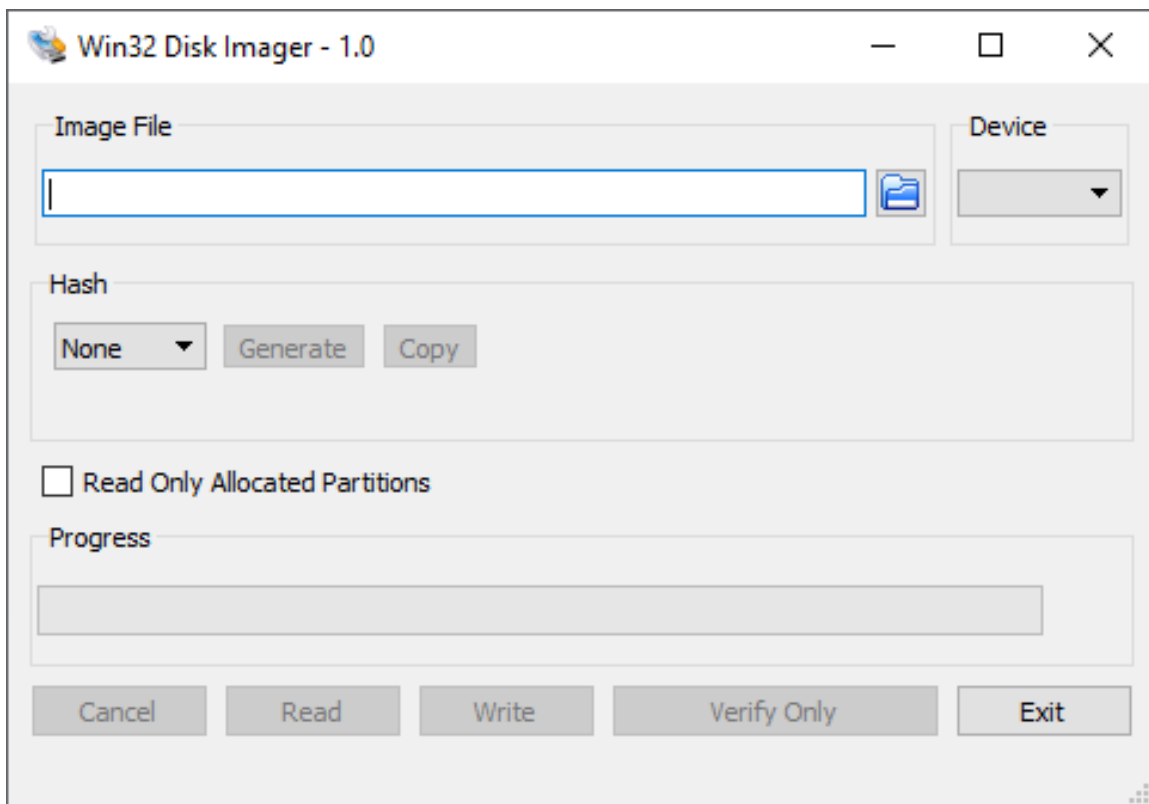 Win32 Disk Imager - 1.0
Image File
Device
Hash
None Generate Copy
Read Only Allocated Partitions
Progress
Cancel Read Write Verify Only Exit